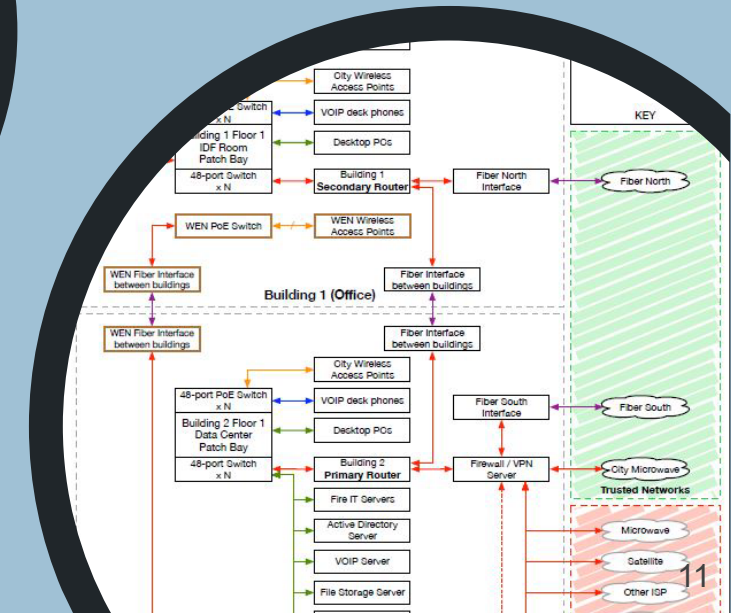 City Wireless
Access Points
Switch
x N
VOIP desk phones
KEY
Building 1 Floor 1
IDF Room
Patch Bay
Desktop PCs
48-port Switch
x N
Building 1
Secondary Router
Fiber North
Interface
Fiber North
WEN PoE Switch
WEN Wireless
Access Points
WEN Fiber Interface
between buildings
Fiber Interface
between buildings
Building 1 (Office)
WEN Fiber Interface
between buildings
Fiber Interface
between buildings
City Wireless
Access Points
48-port PoE Switch
x N
VOIP desk phones
Fiber South
Interface
Fiber South
Building 2 Floor 1
Data Center
Patch Bay
Desktop PCs
48-port Switch
x N
Building 2
Primary Router
Firewall / VPN
Server
City Microwave
Trusted Networks
Fire IT Servers
Active Directory
Server
Microwave
VOIP Server
Satellite
11
File Storage Server
Other ISP